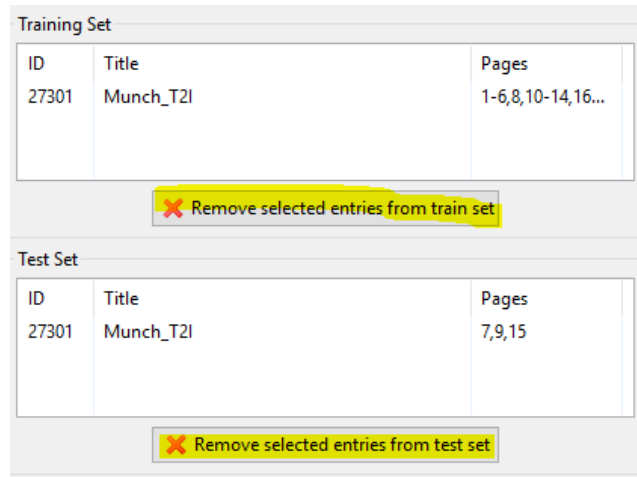 Training Set
ID Title Pages
27301 Munch_T2I 1-6,8,10-14,16...
Remove selected entries from train set
Test Set
ID Title Pages
27301 Munch_T2I 7,9,15
Remove selected entries from test set